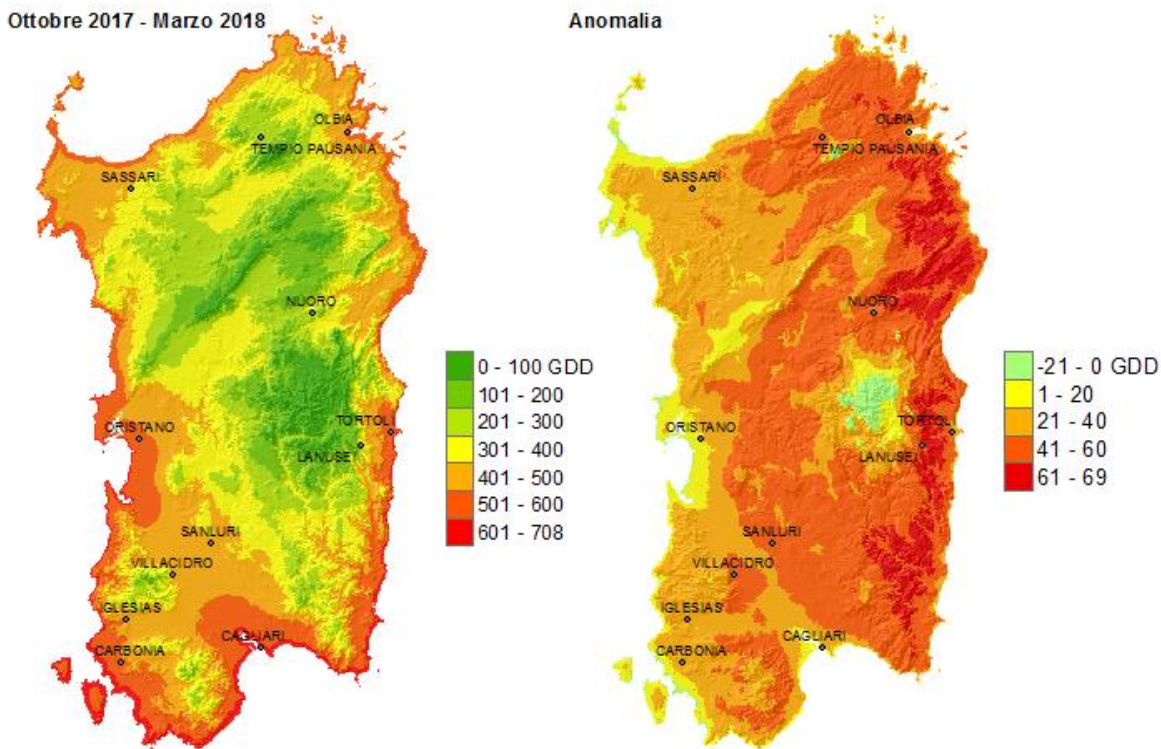 Ottobre 2017 - Marzo 2018
OLBIA
TEMPIO PAUSANIA
SASSARI
NUORO
TORTOLI
ORISTANO
LANUSEI
SANLURI
VILLACIDRO
IGLESIAS
CAGLIARI
CARBONIA
0 - 100 GDD
101 - 200
201 - 300
301 - 400
401 - 500
501 - 600
601 - 708
Anomalia
OLBIA
TEMPIO PAUSANIA
SASSARI
NUORO
TORTOLI
ORISTANO
LANUSEI
SANLURI
VILLACIDRO
IGLESIAS
CAGLIARI
CARBONIA
-21 - 0 GDD
1 - 20
21 - 40
41 - 60
61 - 69